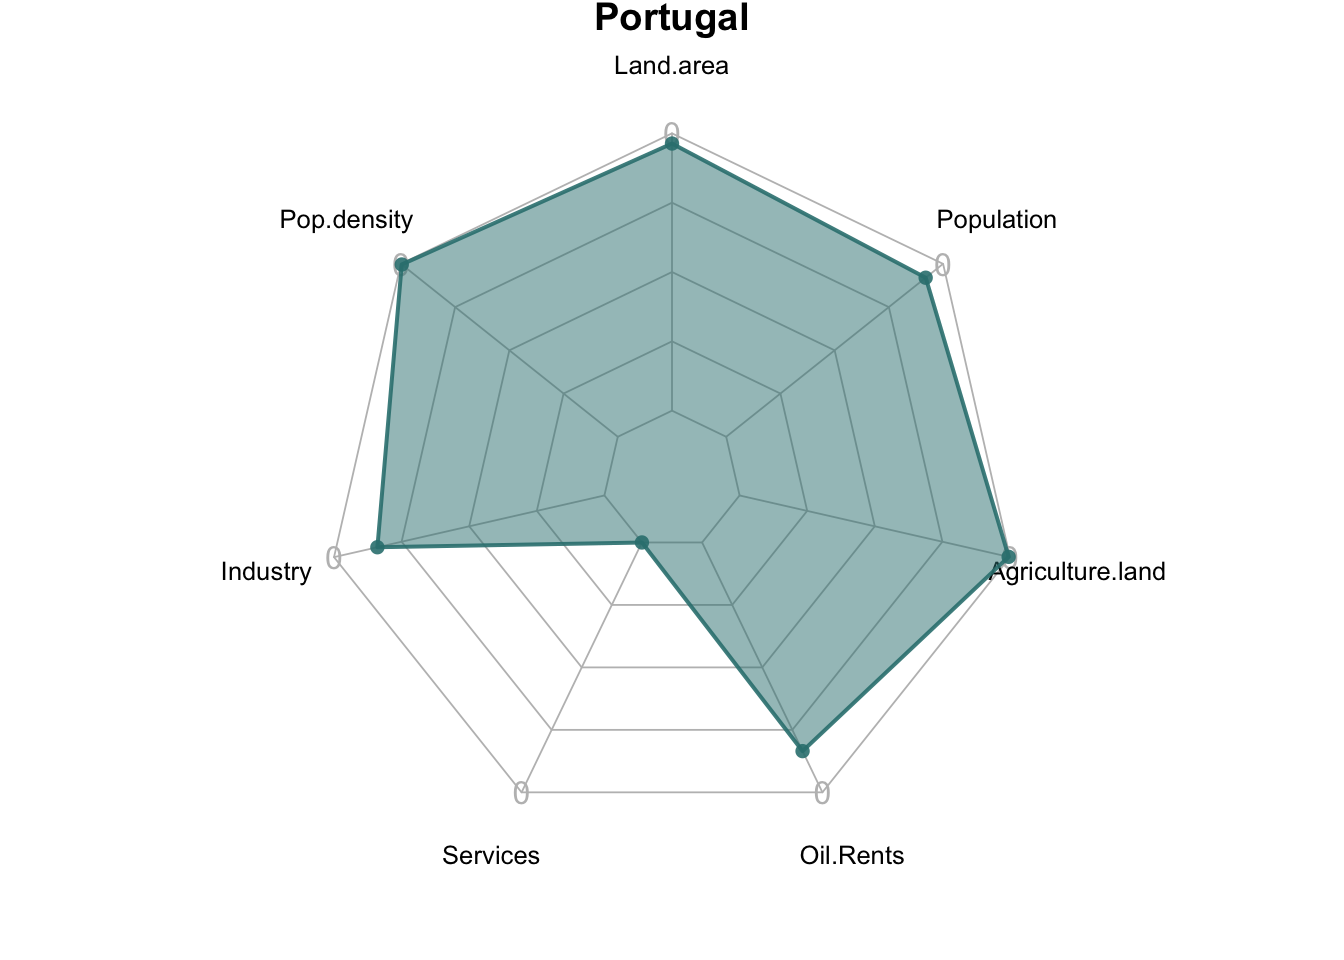 Portugal
Land.area
0
Pop.density
Population
0
0
Industry
0
0
Agriculture.land
0
0
Services
Oil.Rents